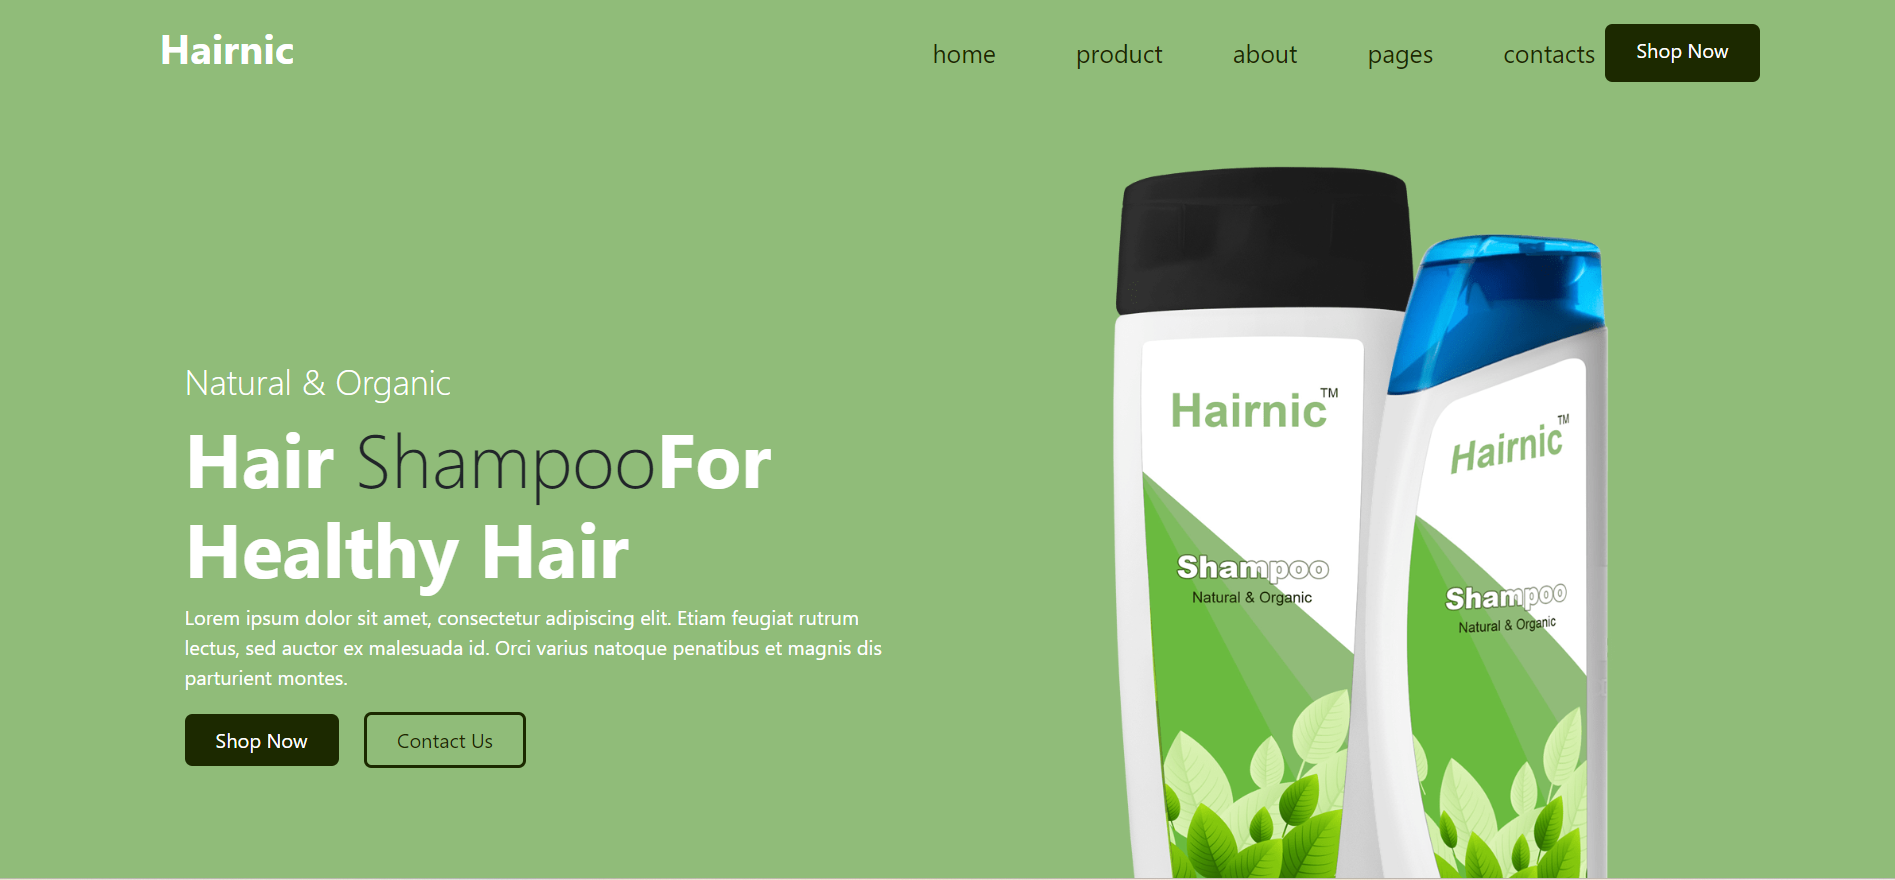 Hairnic
home product about pages contacts Shop Now
Natural & Organic
Hair ShampooFor
Healthy Hair
Lorem ipsum dolor sit amet, consectetur adipiscing elit. Etiam feugiat rutrum
lectus, sed auctor ex malesuada id. Orci varius natoque penatibus et magnis dis
parturient montes.
Shop Now Contact Us
Hairnic™
Shampoo
Natural & Organic
Hairnic™
Shampoo
Natural & Organic